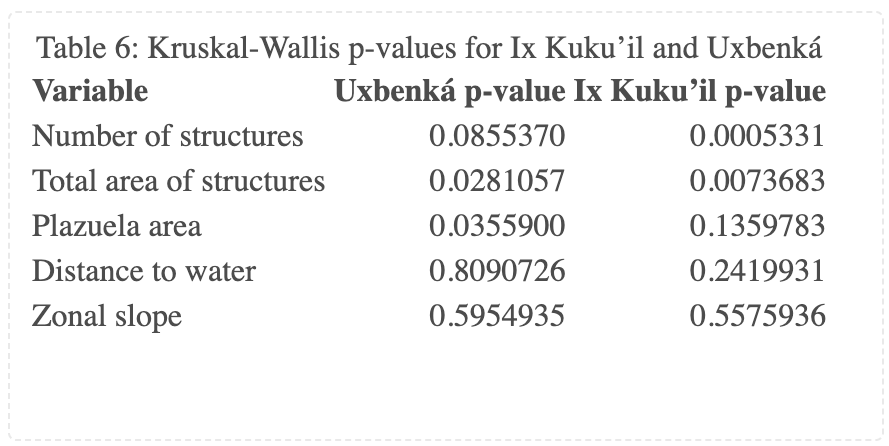 Table 6: Kruskal-Wallis p-values for Ix Kuku’il and Uxbenká
Variable Uxbenká p-value Ix Kuku’il p-value
Number of structures 0.0855370 0.0005331
Total area of structures 0.0281057 0.0073683
Plazuela area 0.0355900 0.1359783
Distance to water 0.8090726 0.2419931
Zonal slope 0.5954935 0.5575936